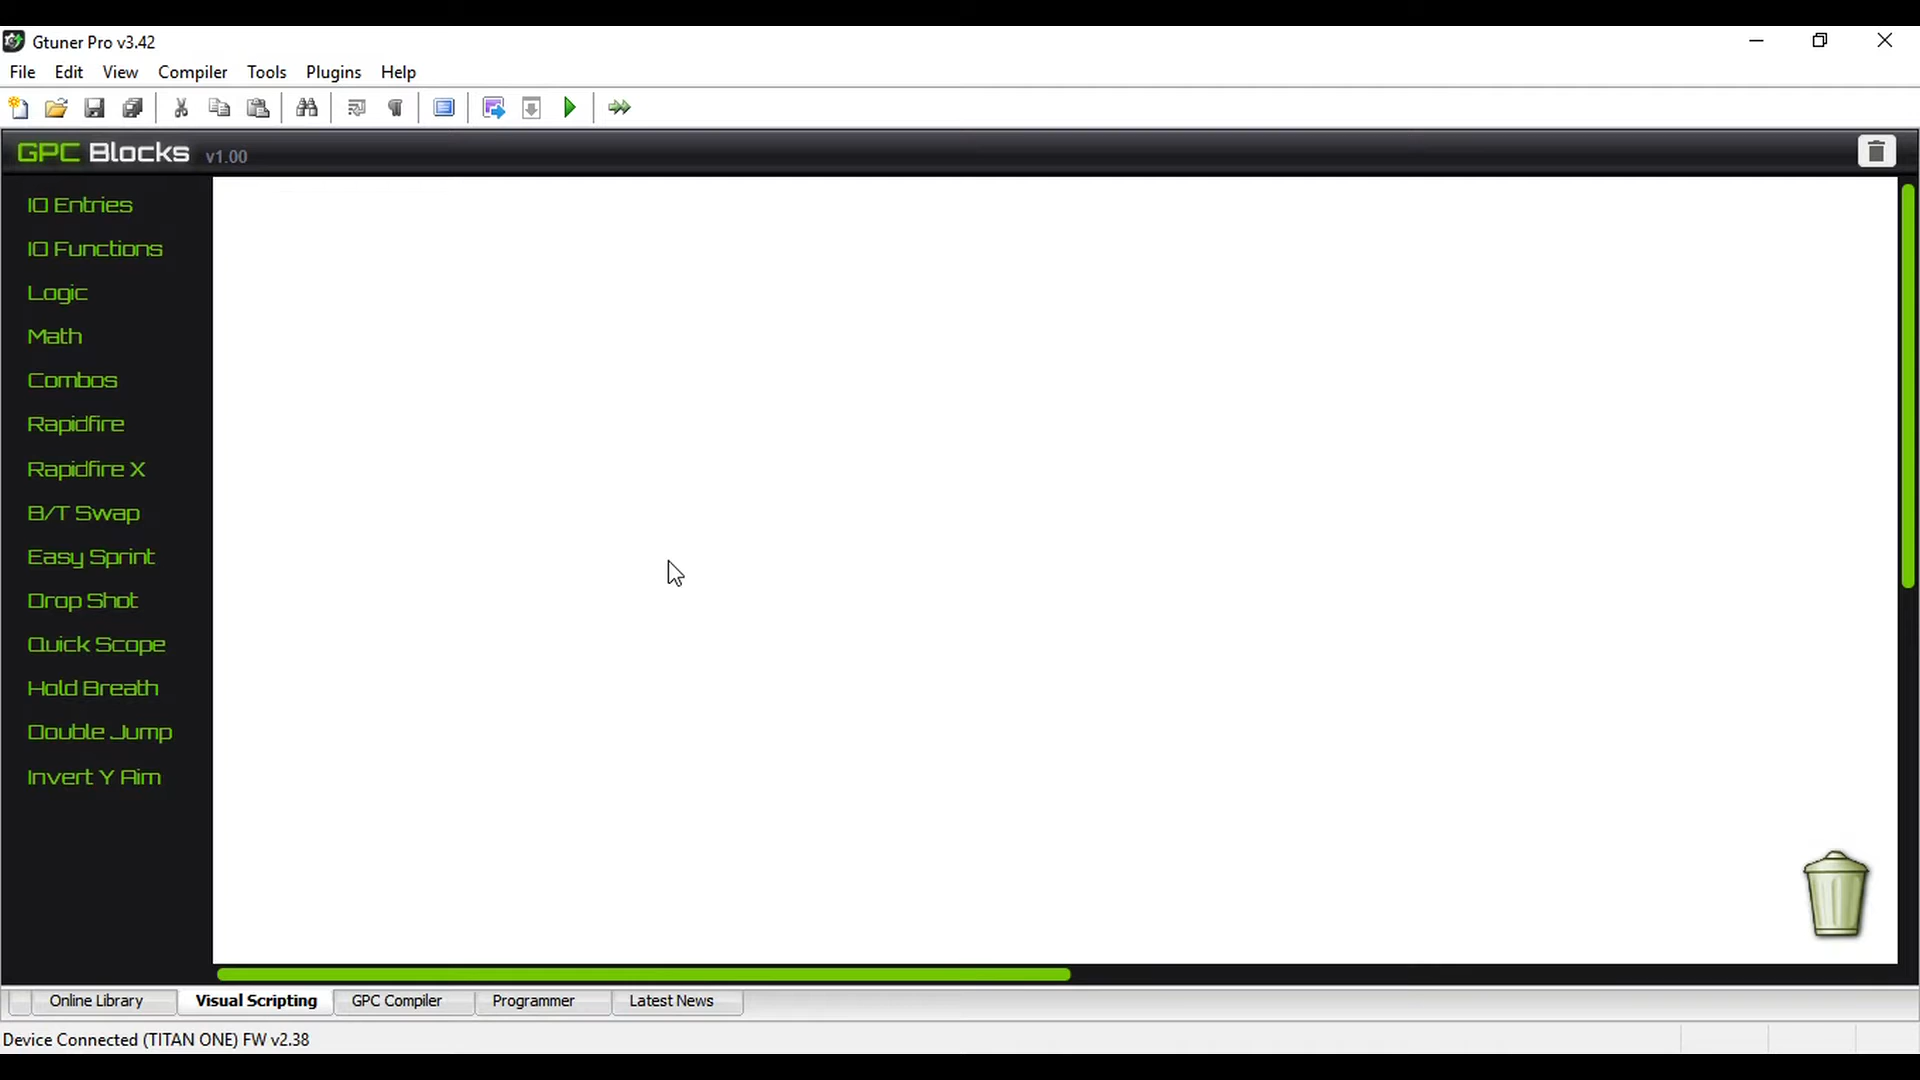 Gtuner Pro v3.42
File Edit View Compiler Tools Plugins Help
GPC Blocks v1.00
IO Entries
IO Functions
Logic
Math
Combos
Rapidfire
Rapidfire X
B/T Swap
Easy Sprint
Drop Shot
Quick Scope
Hold Breath
Double Jump
Invert Y Aim
Online Library Visual Scripting GPC Compiler Programmer Latest News
Device Connected (TITAN ONE) FW v2.38